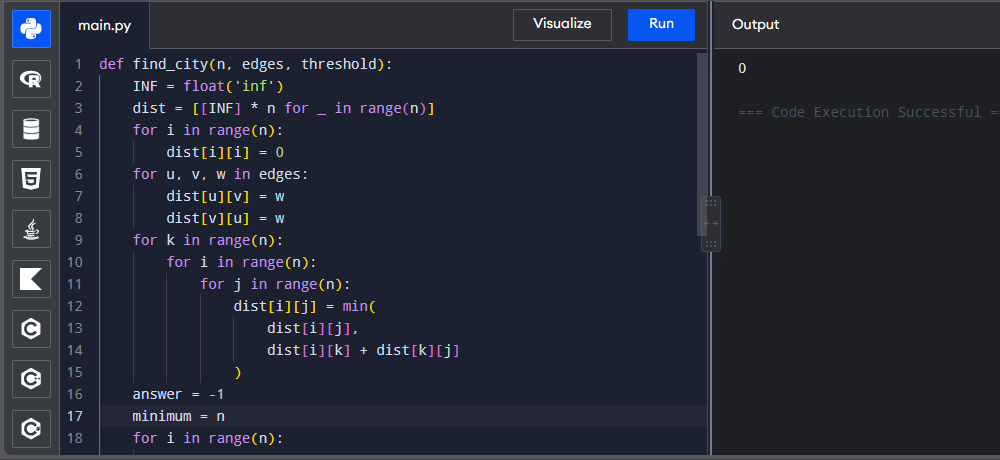 main.py
Visualize
Run
Output
1 def find_city(n, edges, threshold):
2     INF = float('inf')
3     dist = [[INF] * n for _ in range(n)]
4     for i in range(n):
5         dist[i][i] = 0
6     for u, v, w in edges:
7         dist[u][v] = w
8         dist[v][u] = w
9     for k in range(n):
10         for i in range(n):
11             for j in range(n):
12                 dist[i][j] = min(
13                     dist[i][j],
14                     dist[i][k] + dist[k][j]
15                 )
16     answer = -1
17     minimum = n
18     for i in range(n):
0
=== Code Execution Successful =